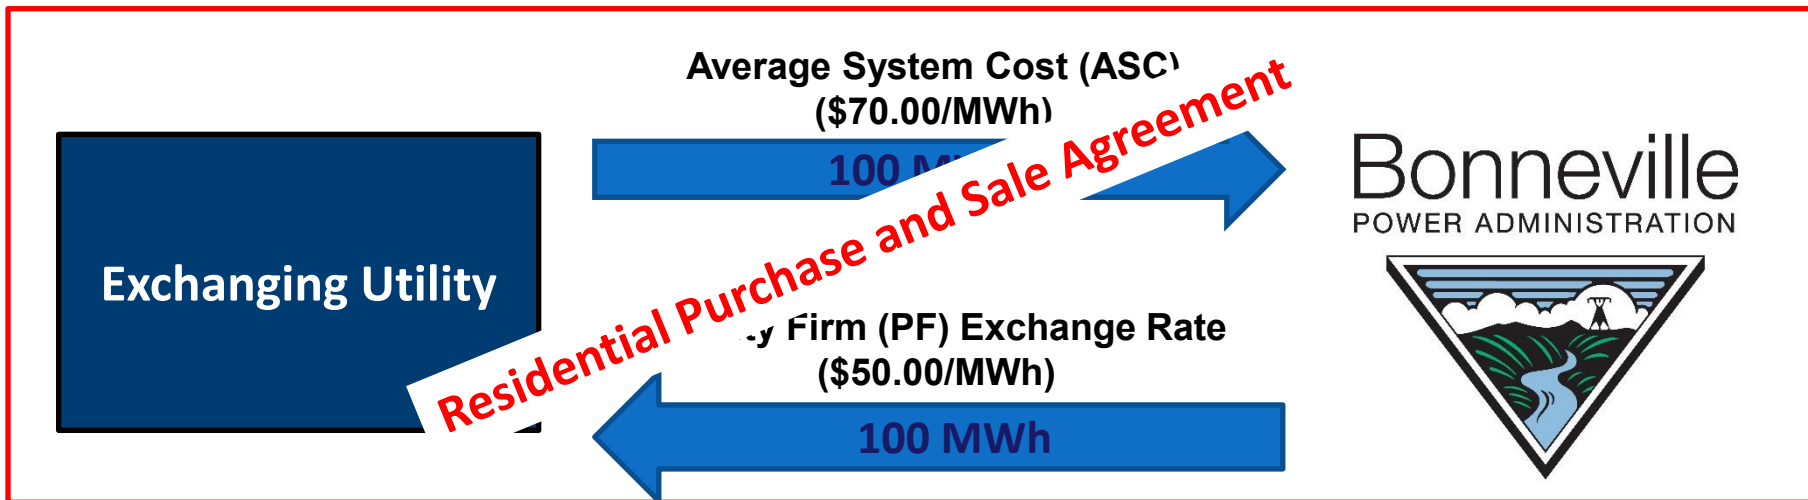 Average System Cost (ASC)
($70.00/MWh)
100
Exchanging Utility
Residential Purchase and Sale Agreement
Firm (PF) Exchange Rate
($50.00/MWh)
100 MWh
Bonneville
POWER ADMINISTRATION